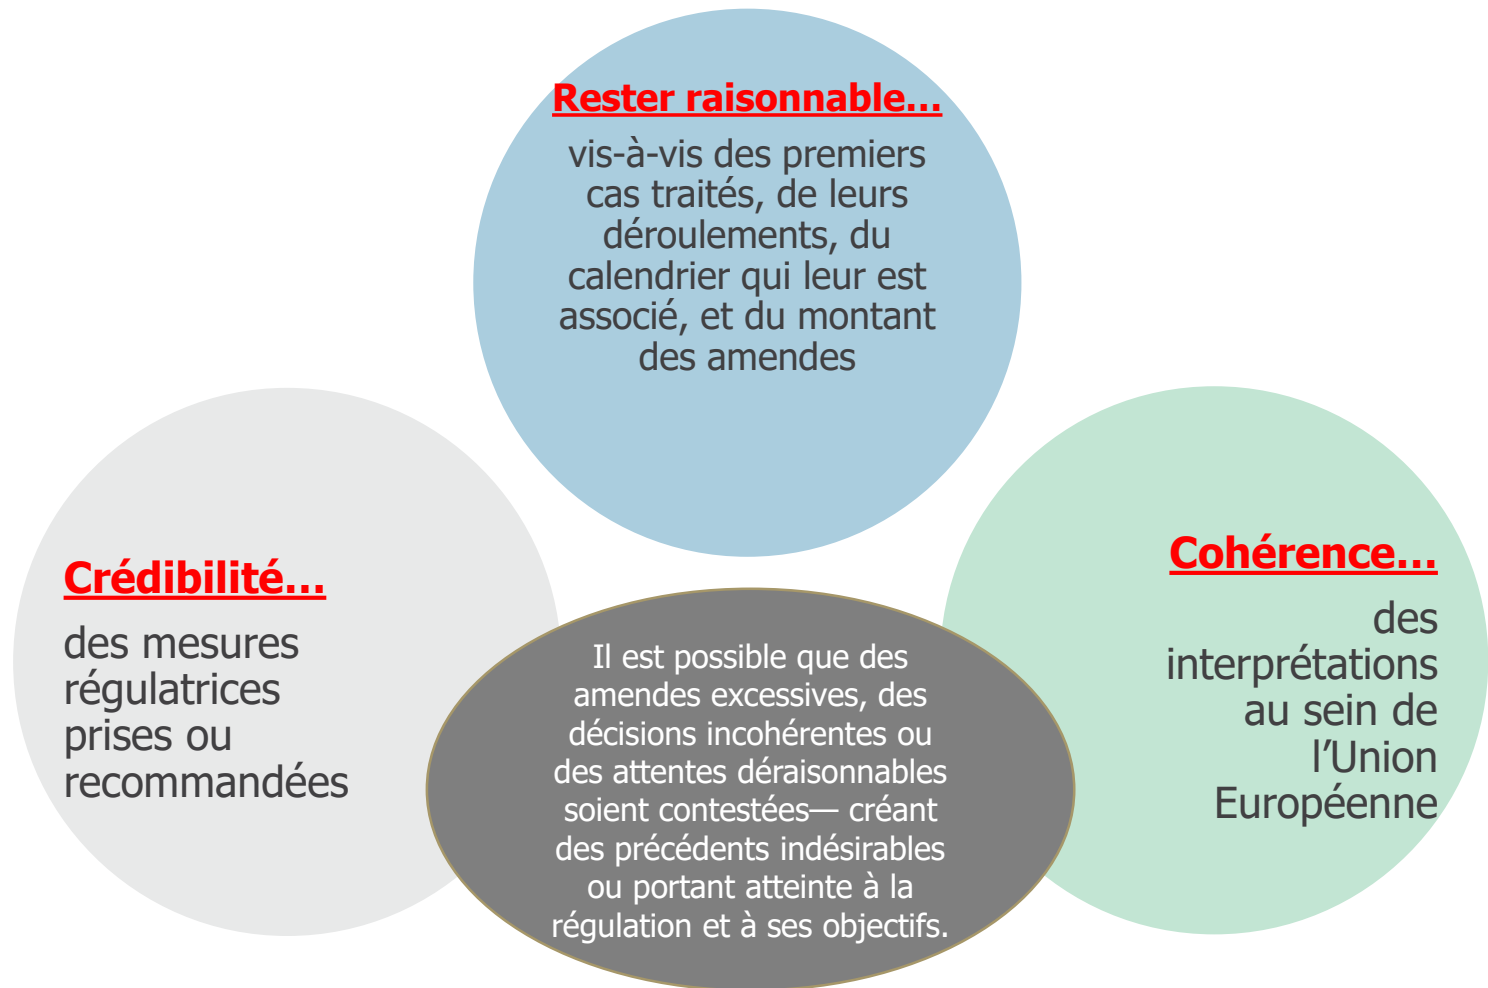 Rester raisonnable…
vis-à-vis des premiers
cas traités, de leurs
déroulements, du
calendrier qui leur est
associé, et du montant
des amendes
Crédibilité…
des mesures
régulatrices
prises ou
recommandées
Cohérence…
des
interprétations
au sein de
l’Union
Européenne
Il est possible que des
amendes excessives, des
décisions incohérentes ou
des attentes déraisonnables
soient contestées— créant
des précédents indésirables
ou portant atteinte à la
régulation et à ses objectifs.